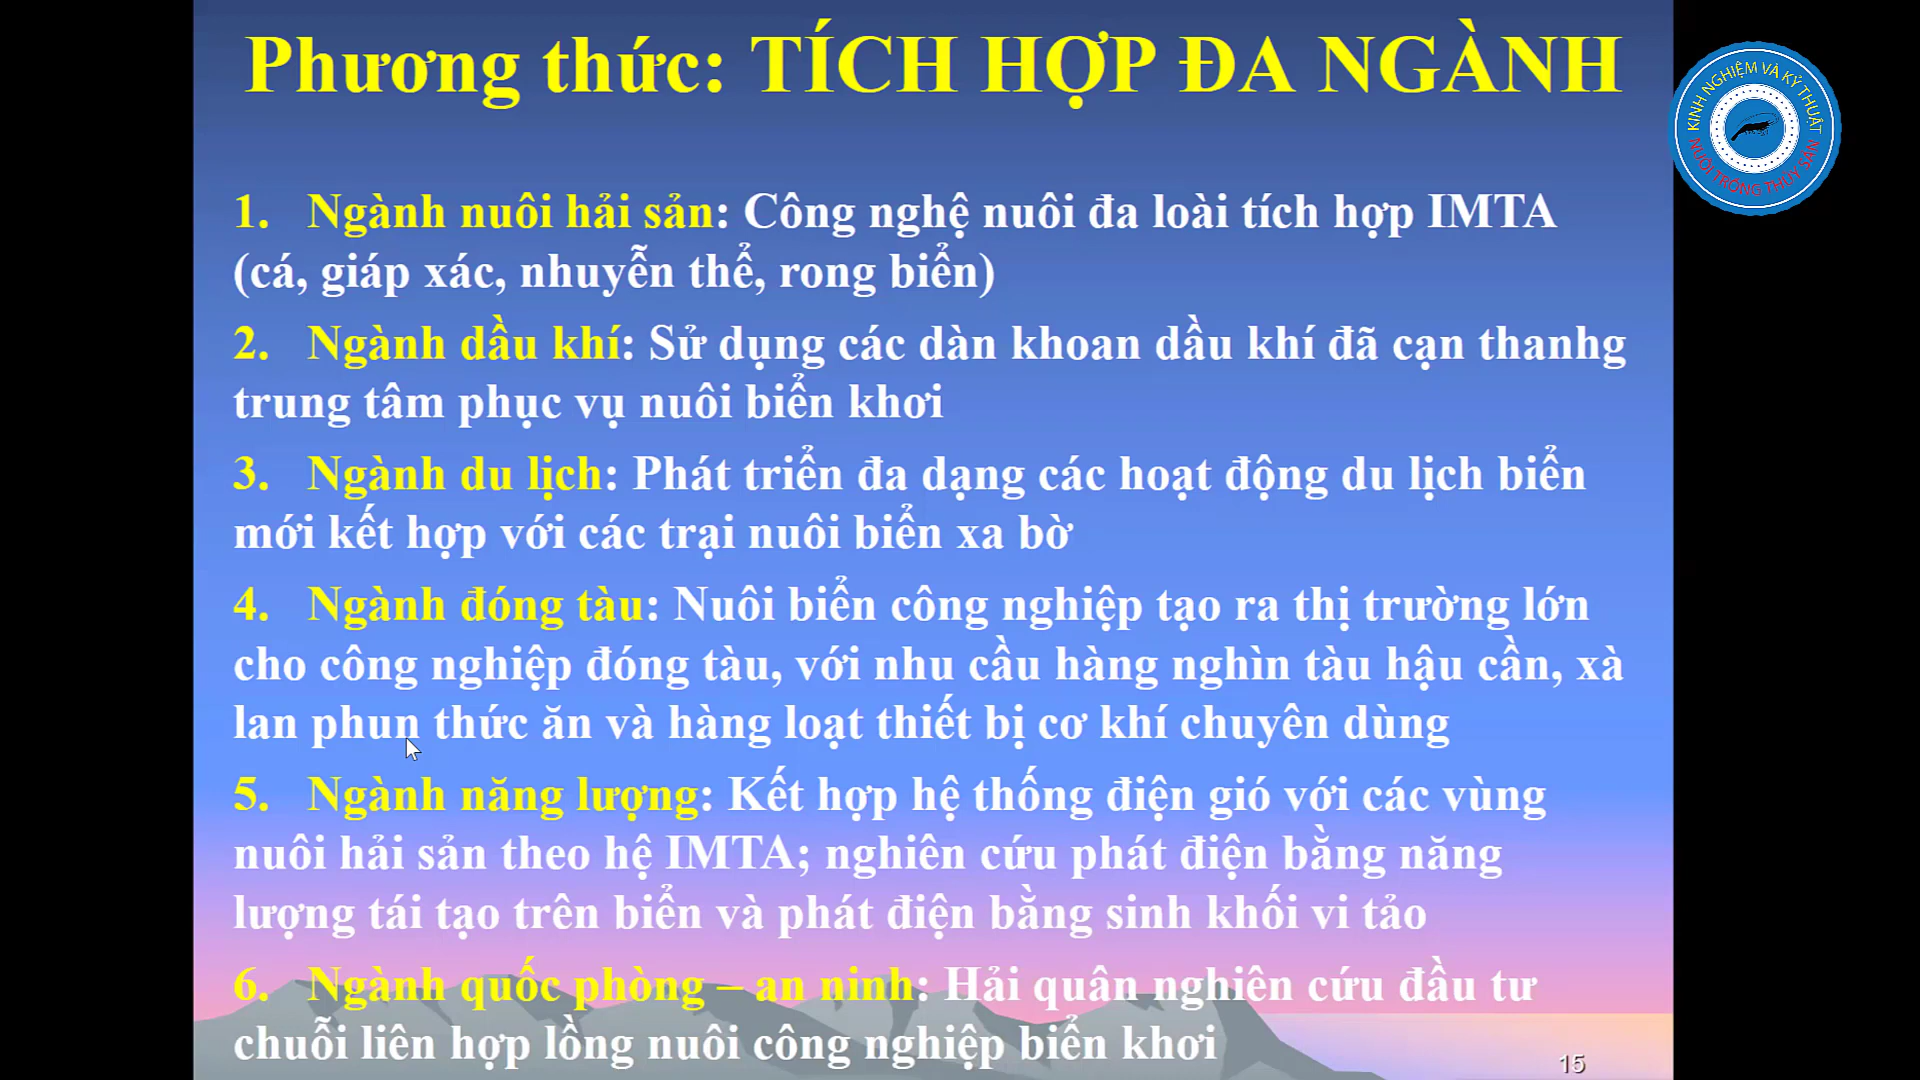 Phương thức: TÍCH HỢP ĐA NGÀNH
KINH NGHIỆM VÀ KỸ THUẬT
NUÔI TRỒNG THỦY SẢN
1. Ngành nuôi hải sản: Công nghệ nuôi đa loài tích hợp IMTA
(cá, giáp xác, nhuyễn thể, rong biển)
2. Ngành dầu khí: Sử dụng các dàn khoan dầu khí đã cạn thanhg
trung tâm phục vụ nuôi biển khơi
3. Ngành du lịch: Phát triển đa dạng các hoạt động du lịch biển
mới kết hợp với các trại nuôi biển xa bờ
4. Ngành đóng tàu: Nuôi biển công nghiệp tạo ra thị trường lớn
cho công nghiệp đóng tàu, với nhu cầu hàng nghìn tàu hậu cần, xà
lan phun thức ăn và hàng loạt thiết bị cơ khí chuyên dùng
5. Ngành năng lượng: Kết hợp hệ thống điện gió với các vùng
nuôi hải sản theo hệ IMTA; nghiên cứu phát điện bằng năng
lượng tái tạo trên biển và phát điện bằng sinh khối vi tảo
6. Ngành quốc phòng – an ninh: Hải quân nghiên cứu đầu tư
chuỗi liên hợp lồng nuôi công nghiệp biển khơi
15